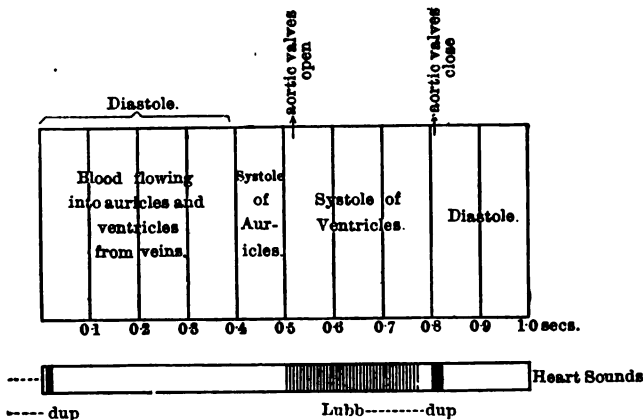 aortic valves
open
aortic valves
close
Diastole.
Blood flowing
into auricles and
ventricles
from veins.
Systole
of
Aur-
icles.
Systole of
Ventricles.
Diastole.
0·1 0·2 0·3 0·4 0·5 0·6 0·7 0·8 0·9 1·0 secs.
Heart Sounds
dup Lubb---------dup